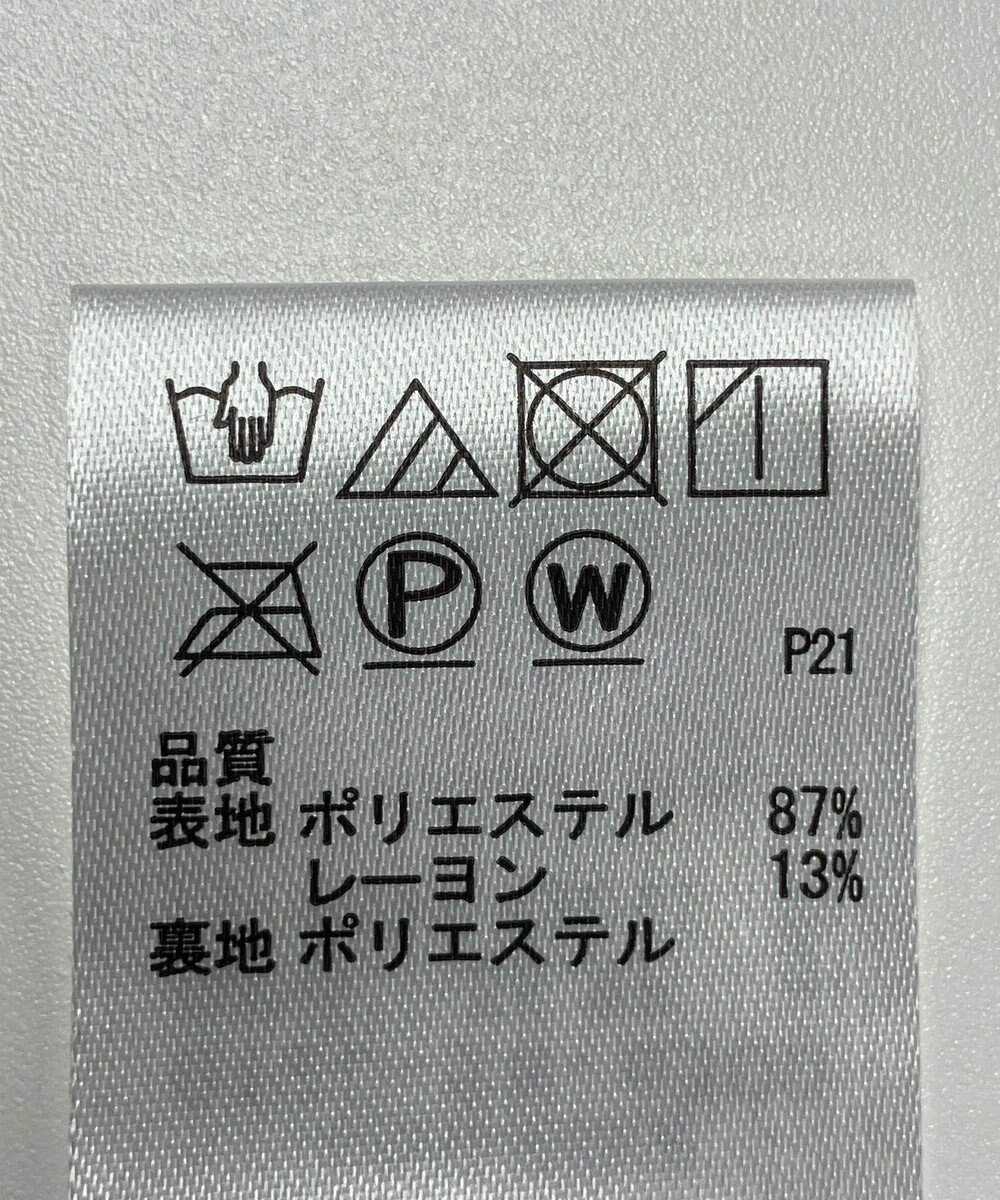 P W
P21
品質
表地 ポリエステル 87%
レーヨン 13%
裏地 ポリエステル